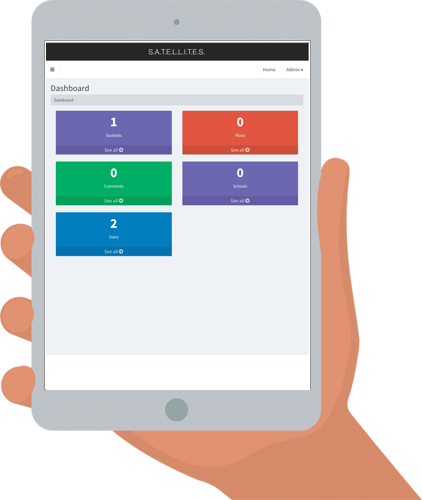 S.A.T.E.L.L.I.T.E.S.
Home Admin
Dashboard
Dashboard
1
Students
See all
0
Plans
See all
0
Comments
See all
0
Schools
See all
2
Users
See all